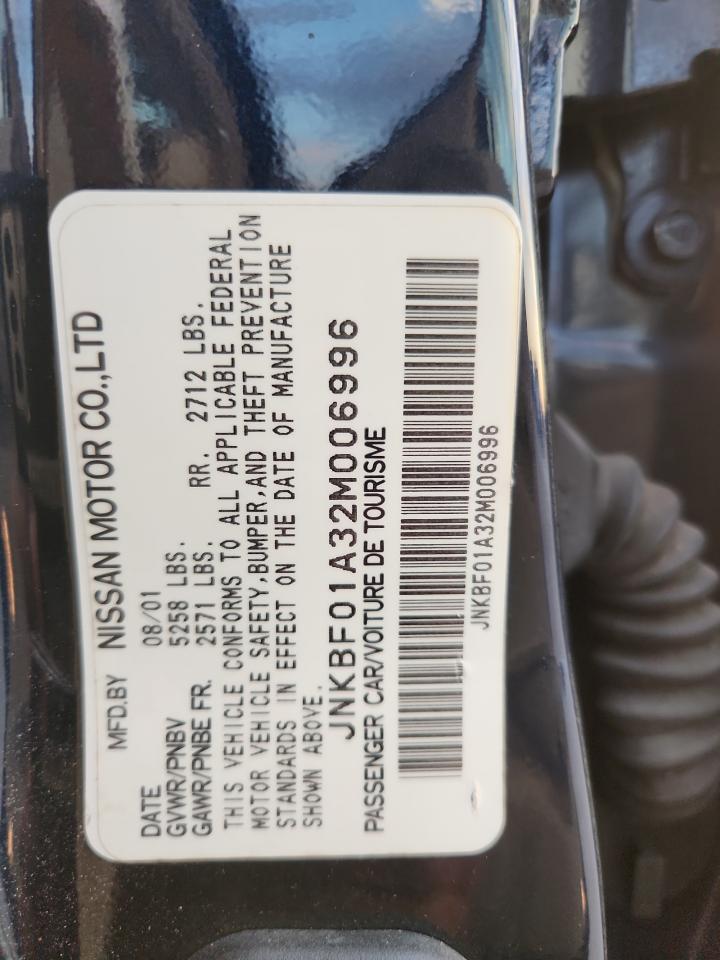 MFD.BY NISSAN MOTOR CO.,LTD
DATE 08/01
GVWR/PNBV 5258 LBS.
GAWR/PNBE FR. 2571 LBS. RR. 2712 LBS.
THIS VEHICLE CONFORMS TO ALL APPLICABLE FEDERAL
MOTOR VEHICLE SAFETY,BUMPER,AND THEFT PREVENTION
STANDARDS IN EFFECT ON THE DATE OF MANUFACTURE
SHOWN ABOVE.
JNKBF01A32M006996
PASSENGER CAR/VOITURE DE TOURISME
JNKBF01A32M006996